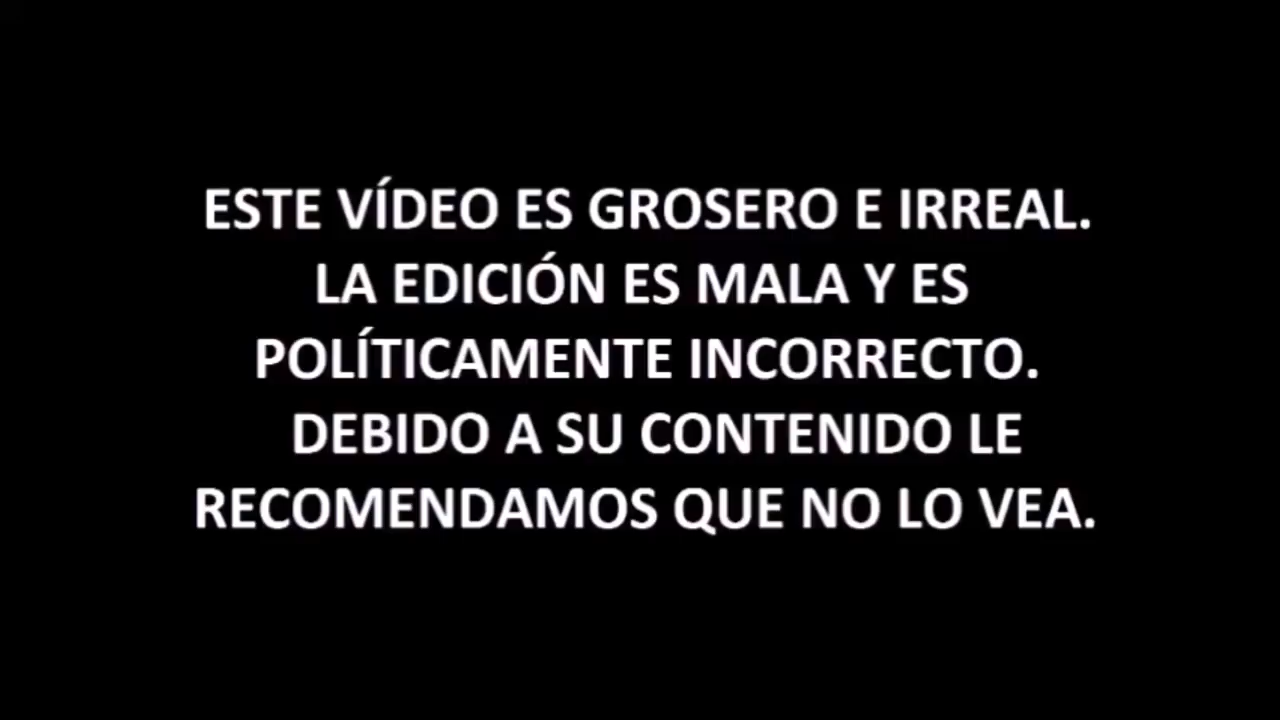 ESTE VÍDEO ES GROSERO E IRREAL.
LA EDICIÓN ES MALA Y ES
POLÍTICAMENTE INCORRECTO.
DEBIDO A SU CONTENIDO LE
RECOMENDAMOS QUE NO LO VEA.